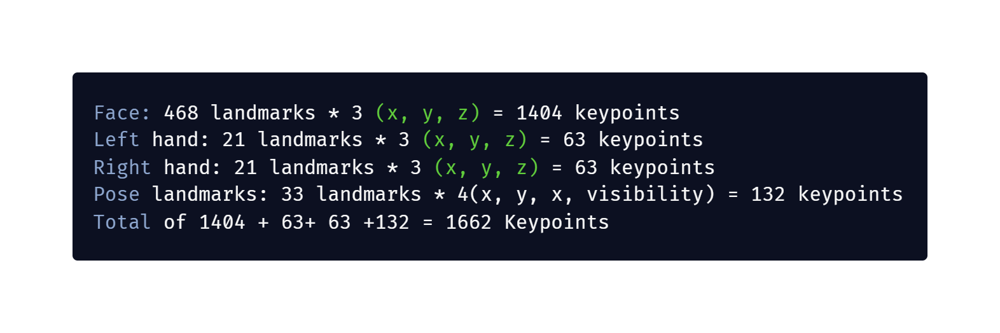 Face: 468 landmarks * 3 (x, y, z) = 1404 keypoints
Left hand: 21 landmarks * 3 (x, y, z) = 63 keypoints
Right hand: 21 landmarks * 3 (x, y, z) = 63 keypoints
Pose landmarks: 33 landmarks * 4(x, y, x, visibility) = 132 keypoints
Total of 1404 + 63+ 63 +132 = 1662 Keypoints